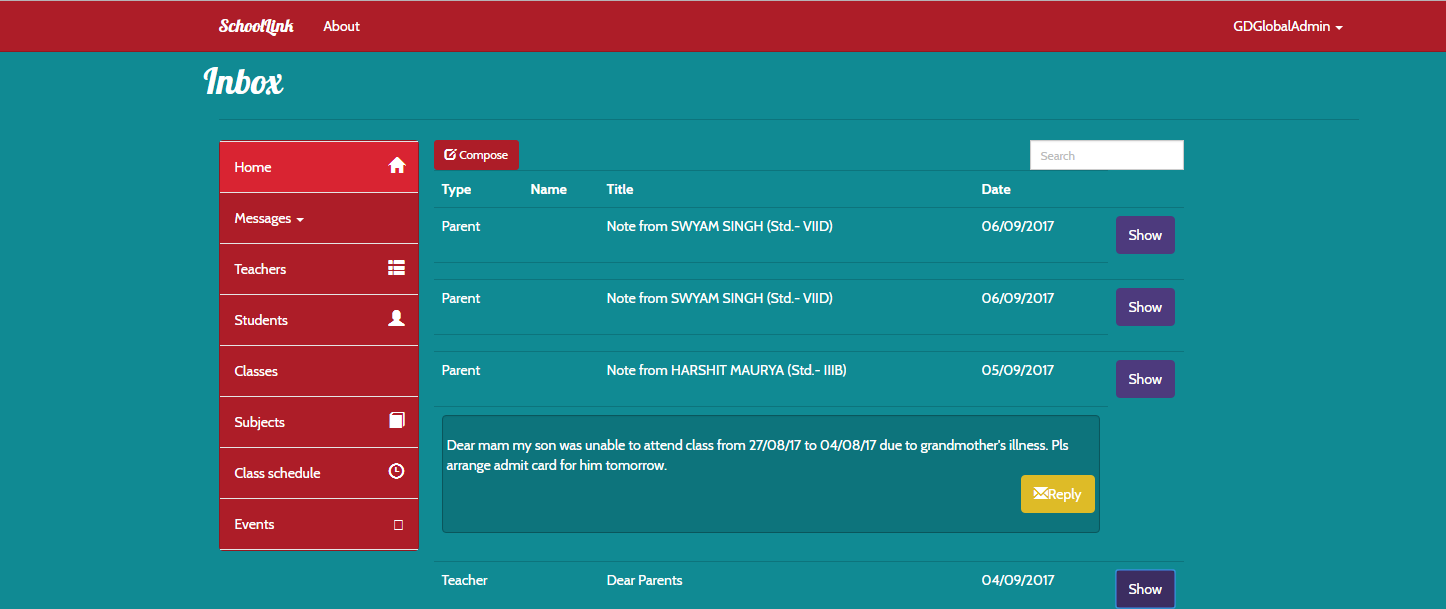 SchoolLink About GDGlobalAdmin
Inbox
Home
Messages
Teachers
Students
Classes
Subjects
Class schedule
Events
Compose Search
Type Name Title Date
Parent Note from SWYAM SINGH (Std.- VIID) 06/09/2017 Show
Parent Note from SWYAM SINGH (Std.- VIID) 06/09/2017 Show
Parent Note from HARSHIT MAURYA (Std.- IIIB) 05/09/2017 Show
Dear mam my son was unable to attend class from 27/08/17 to 04/08/17 due to grandmother's illness. Pls
arrange admit card for him tomorrow.
Reply
Teacher Dear Parents 04/09/2017 Show